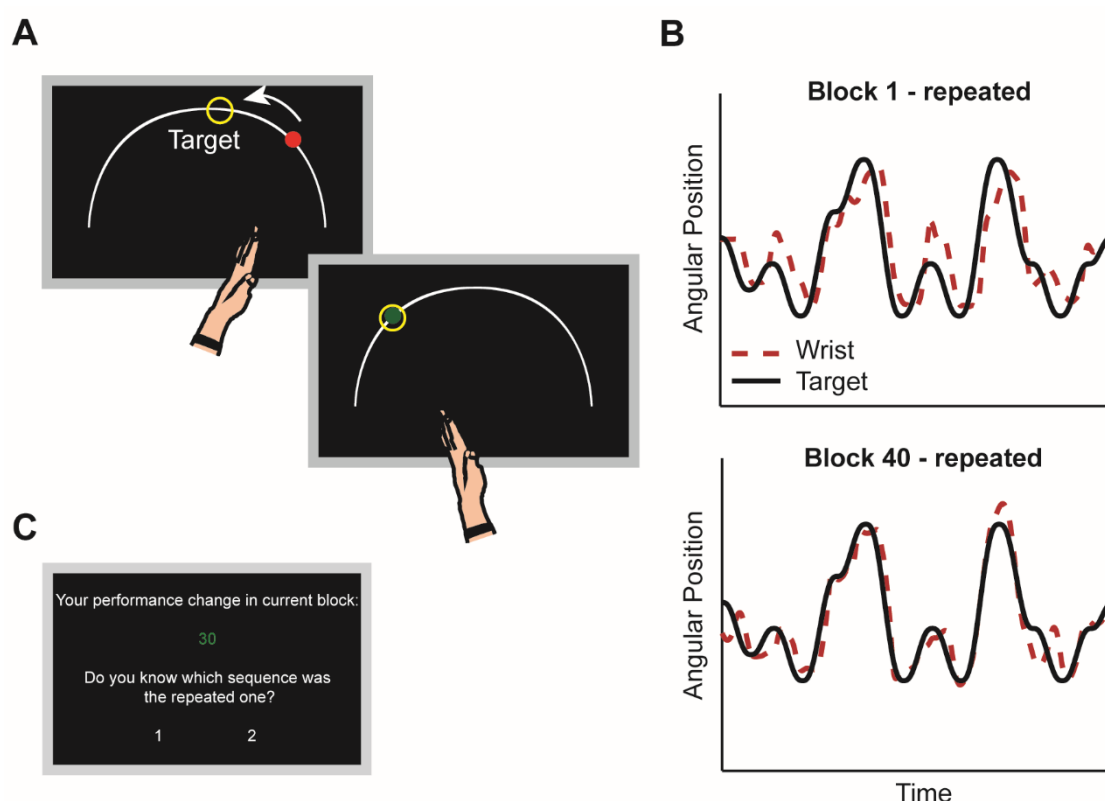 A
Target
C
Your performance change in current block:
30
Do you know which sequence was
the repeated one?
1 2
B
Block 1 - repeated
Angular Position
Wrist
Target
Block 40 - repeated
Angular Position
Time